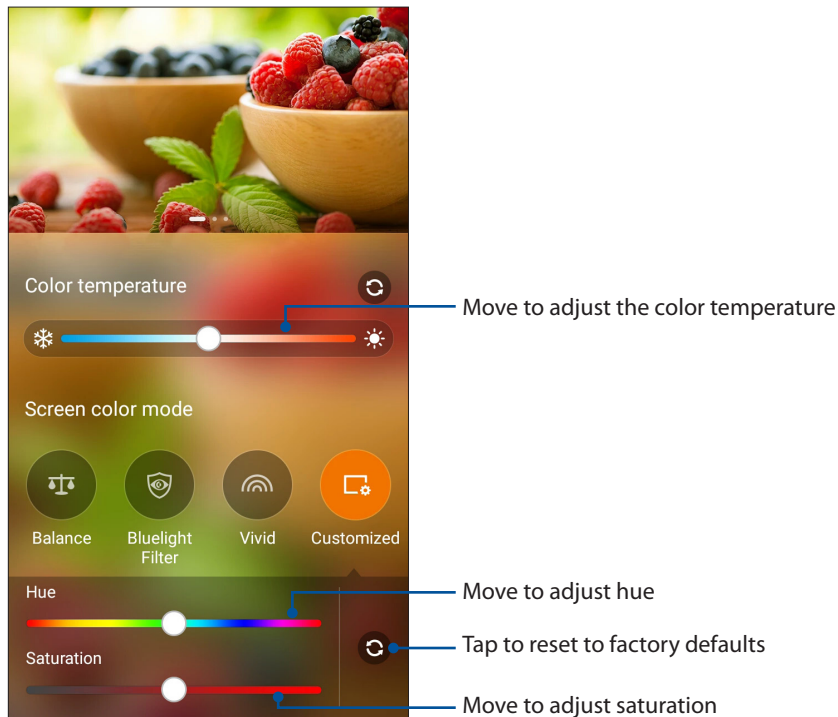 Color temperature
Move to adjust the color temperature
Screen color mode
Balance
Bluelight
Filter
Vivid
Customized
Hue
Move to adjust hue
Tap to reset to factory defaults
Saturation
Move to adjust saturation